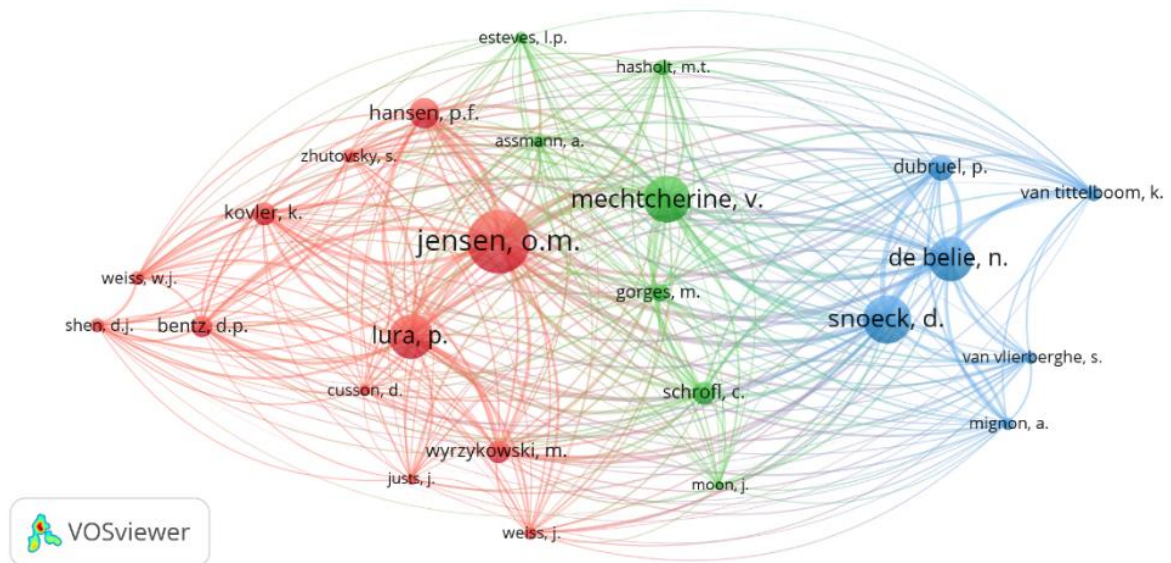 esteves, l.p.
hasholt, m.t.
hansen, p.f.
assmann, a.
zhutovsky, s.
dubruel, p.
van tittelboom, k.
mechtcherine, v.
kovler, k.
jensen, o.m.
de belie, n.
weiss, w.j.
gorges, m.
snoeck, d.
shen, d.j.
bentz, d.p.
lura, p.
van vlierberghe, s.
cusson, d.
schrofl, c.
mignon, a.
wyrzykowski, m.
justs, j.
moon, j.
weiss, j.
VOSviewer